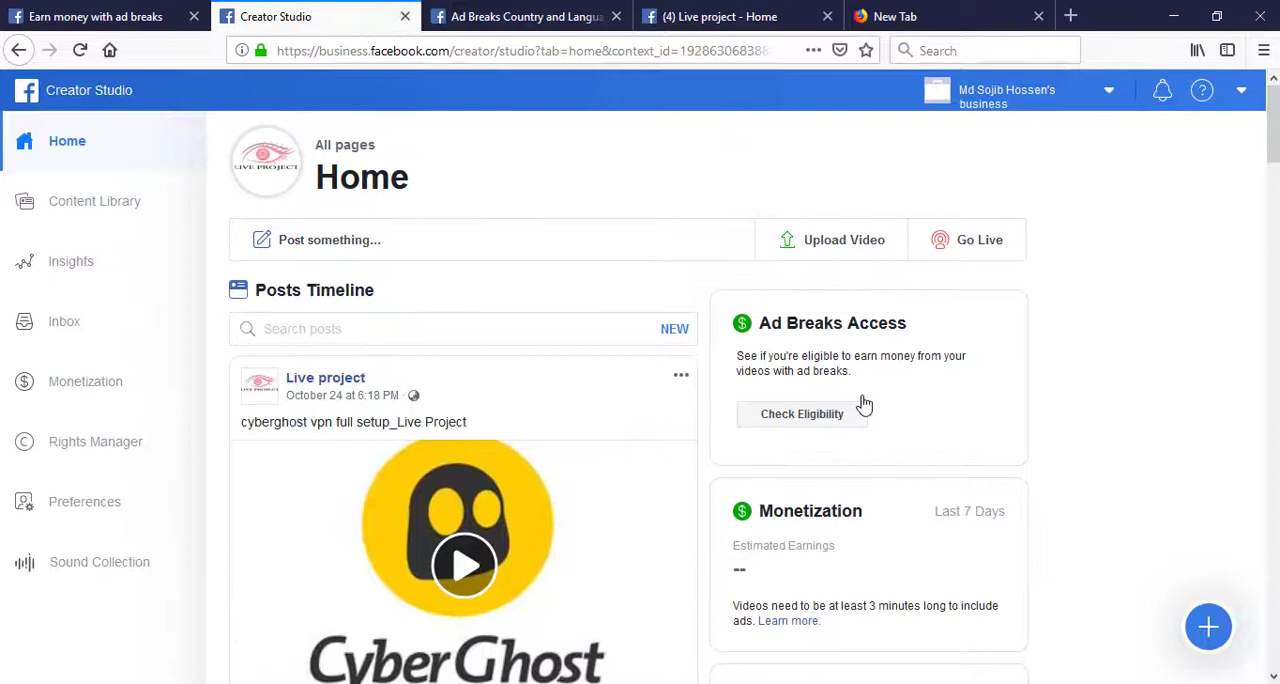 Earn money with ad breaks
Creator Studio
Ad Breaks Country and Langua
(4) Live project - Home
New Tab
https://business.facebook.com/creator/studio?tab=home&context_id=192863068388
Search
Creator Studio
Md Sojib Hossen's
business
Home
Content Library
Insights
Inbox
Monetization
Rights Manager
Preferences
Sound Collection
LIVE PROJECT
All pages
Home
Post something...
Upload Video
Go Live
Posts Timeline
Search posts
NEW
Live project
October 24 at 6:18 PM ·
cyberghost vpn full setup_Live Project
CyberGhost
Ad Breaks Access
See if you're eligible to earn money from your
videos with ad breaks.
Check Eligibility
Monetization
Last 7 Days
Estimated Earnings
--
Videos need to be at least 3 minutes long to include
ads. Learn more.